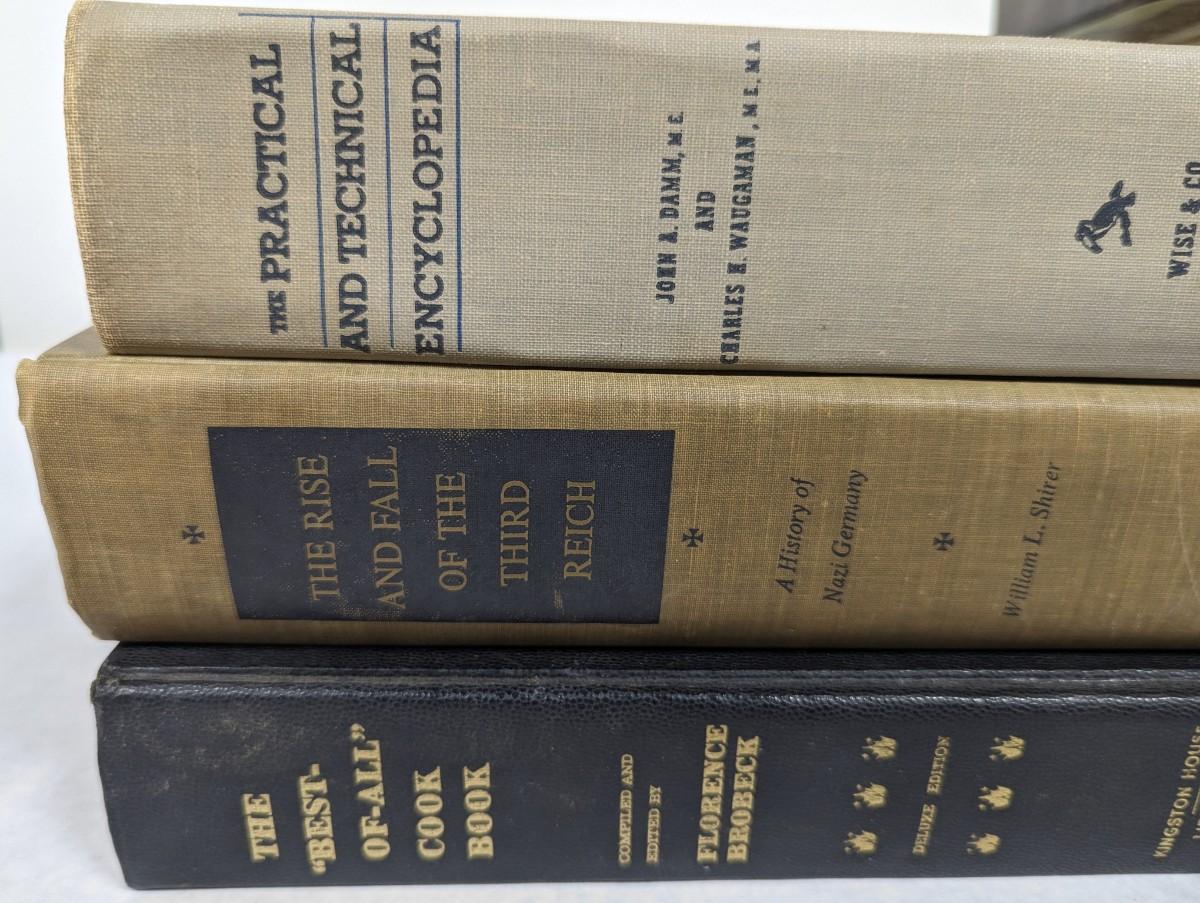 THE PRACTICAL
AND TECHNICAL
ENCYCLOPEDIA
JOHN A. DAMM, M.E.
AND
CHARLES H. WAUGAMAN, M.E., M.A.
WISE & CO
THE RISE
AND FALL
OF THE
THIRD
REICH
A History of
Nazi Germany
William L. Shirer
THE
"BEST-
OF-ALL"
COOK
BOOK
COMPILED AND
EDITED BY
FLORENCE
BROBECK
DELUXE EDITION
KINGSTON HOUSE